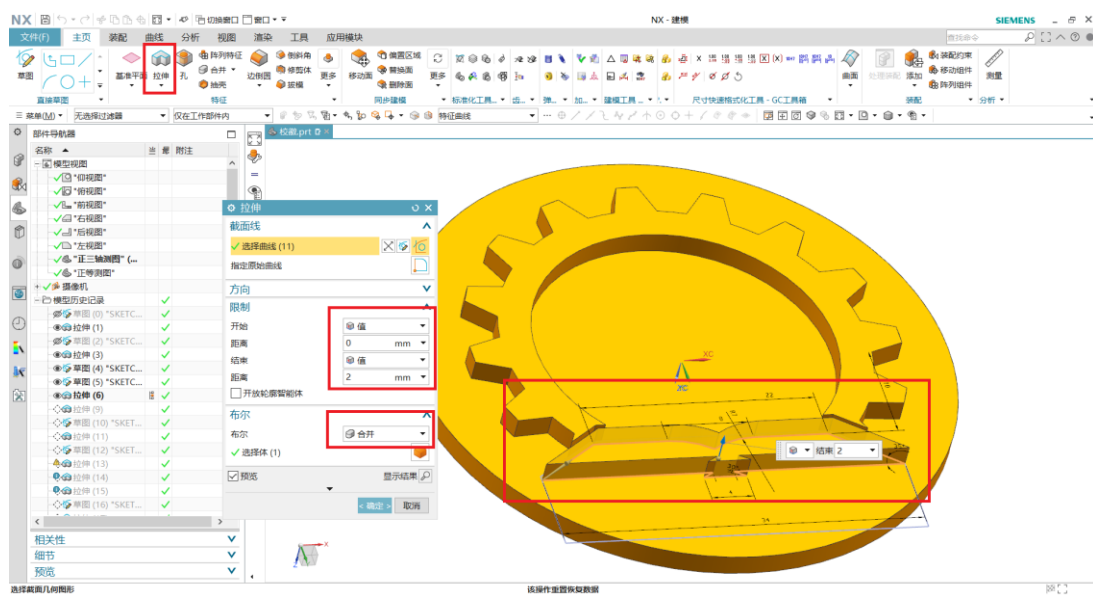 NX
切换窗口
窗口
NX - 建模
SIEMENS
文件(F) 主页 装配 曲线 分析 视图 渲染 工具 应用模块
查找命令
草图
基准平面
拉伸
孔
阵列特征
合并
抽壳
边倒圆
倒斜角
修剪体
拔模
更多
移动面
偏置区域
替换面
删除面
更多
曲面
添加
装配约束
移动组件
阵列组件
测量
直接草图
特征
同步建模
标准化工具...
齿...
弹...
加...
建模工具...
尺寸快速格式化工具 - GC工具箱
装配
分析
菜单(M)
无选择过滤器
仅在工作部件内
特征曲线
部件导航器
名称
附注
模型视图
"仰视图"
"俯视图"
"前视图"
"右视图"
"后视图"
"左视图"
"正三轴测图" (...
"正等测图"
摄像机
模型历史记录
草图 (0) "SKETC...
拉伸 (1)
草图 (2) "SKETC...
拉伸 (3)
草图 (4) "SKETC...
草图 (5) "SKETC...
拉伸 (6)
拉伸 (9)
草图 (10) "SKET...
拉伸 (11)
草图 (12) "SKET...
拉伸 (13)
拉伸 (14)
拉伸 (15)
草图 (16) "SKET...
相关性
细节
预览
校徽.prt
拉伸
截面线
选择曲线 (11)
指定原始曲线
方向
限制
开始
值
距离
0 mm
结束
值
距离
2 mm
开放轮廓智能体
布尔
布尔
合并
选择体 (1)
预览
显示结果
< 确定 >
取消
XC
22
结束 2
X
Z
选择截面几何图形
该操作重置恢复数据